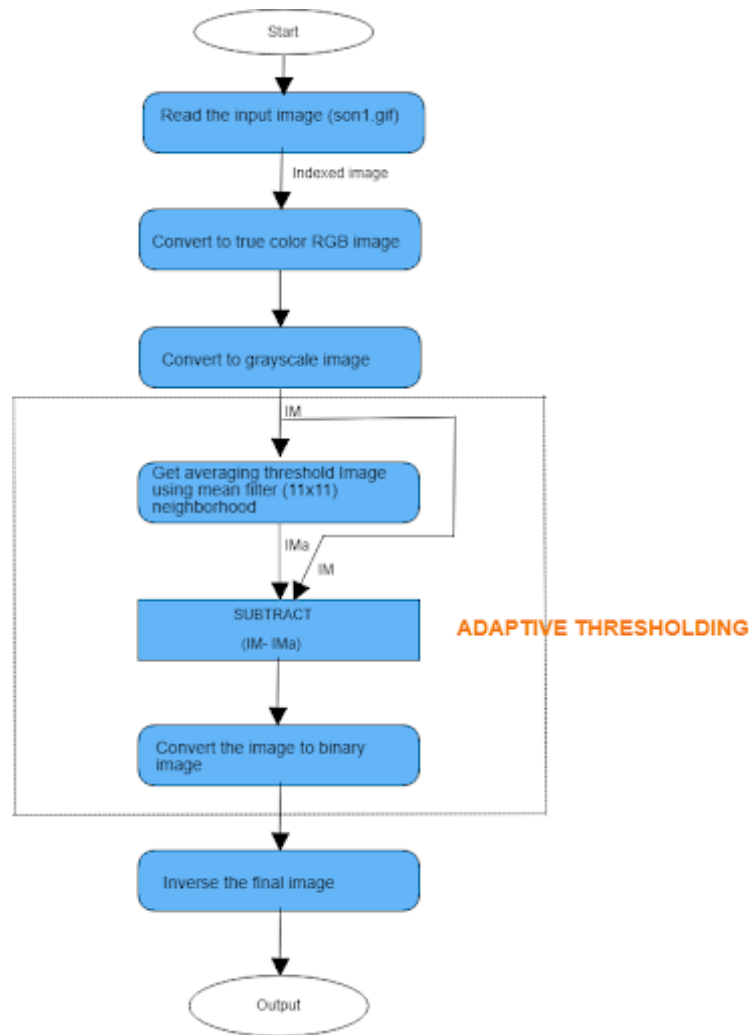 Start
Read the input image (son1.gif)
Indexed image
Convert to true color RGB image
Convert to grayscale image
IM
Get averaging threshold Image
using mean filter (11x11)
neighborhood
IMa
IM
SUBTRACT
(IM- IMa)
ADAPTIVE THRESHOLDING
Convert the image to binary
image
Inverse the final image
Output